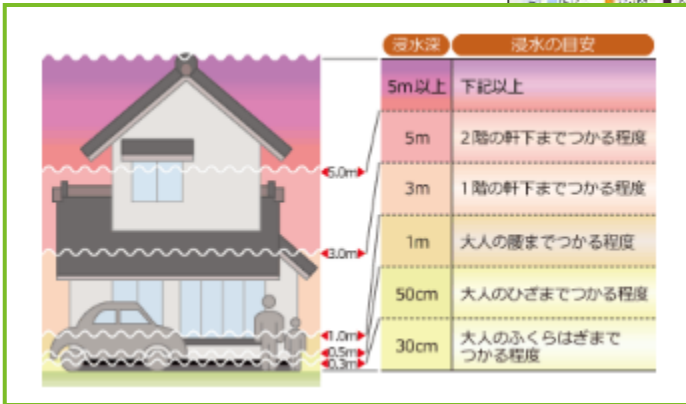 浸水深 浸水の目安
5m以上 下記以上
5m 2階の軒下までつかる程度
3m 1階の軒下までつかる程度
1m 大人の腰までつかる程度
50cm 大人のひざまでつかる程度
30cm 大人のふくらはぎまで
つかる程度
5.0m
3.0m
1.0m
0.5m
0.3m